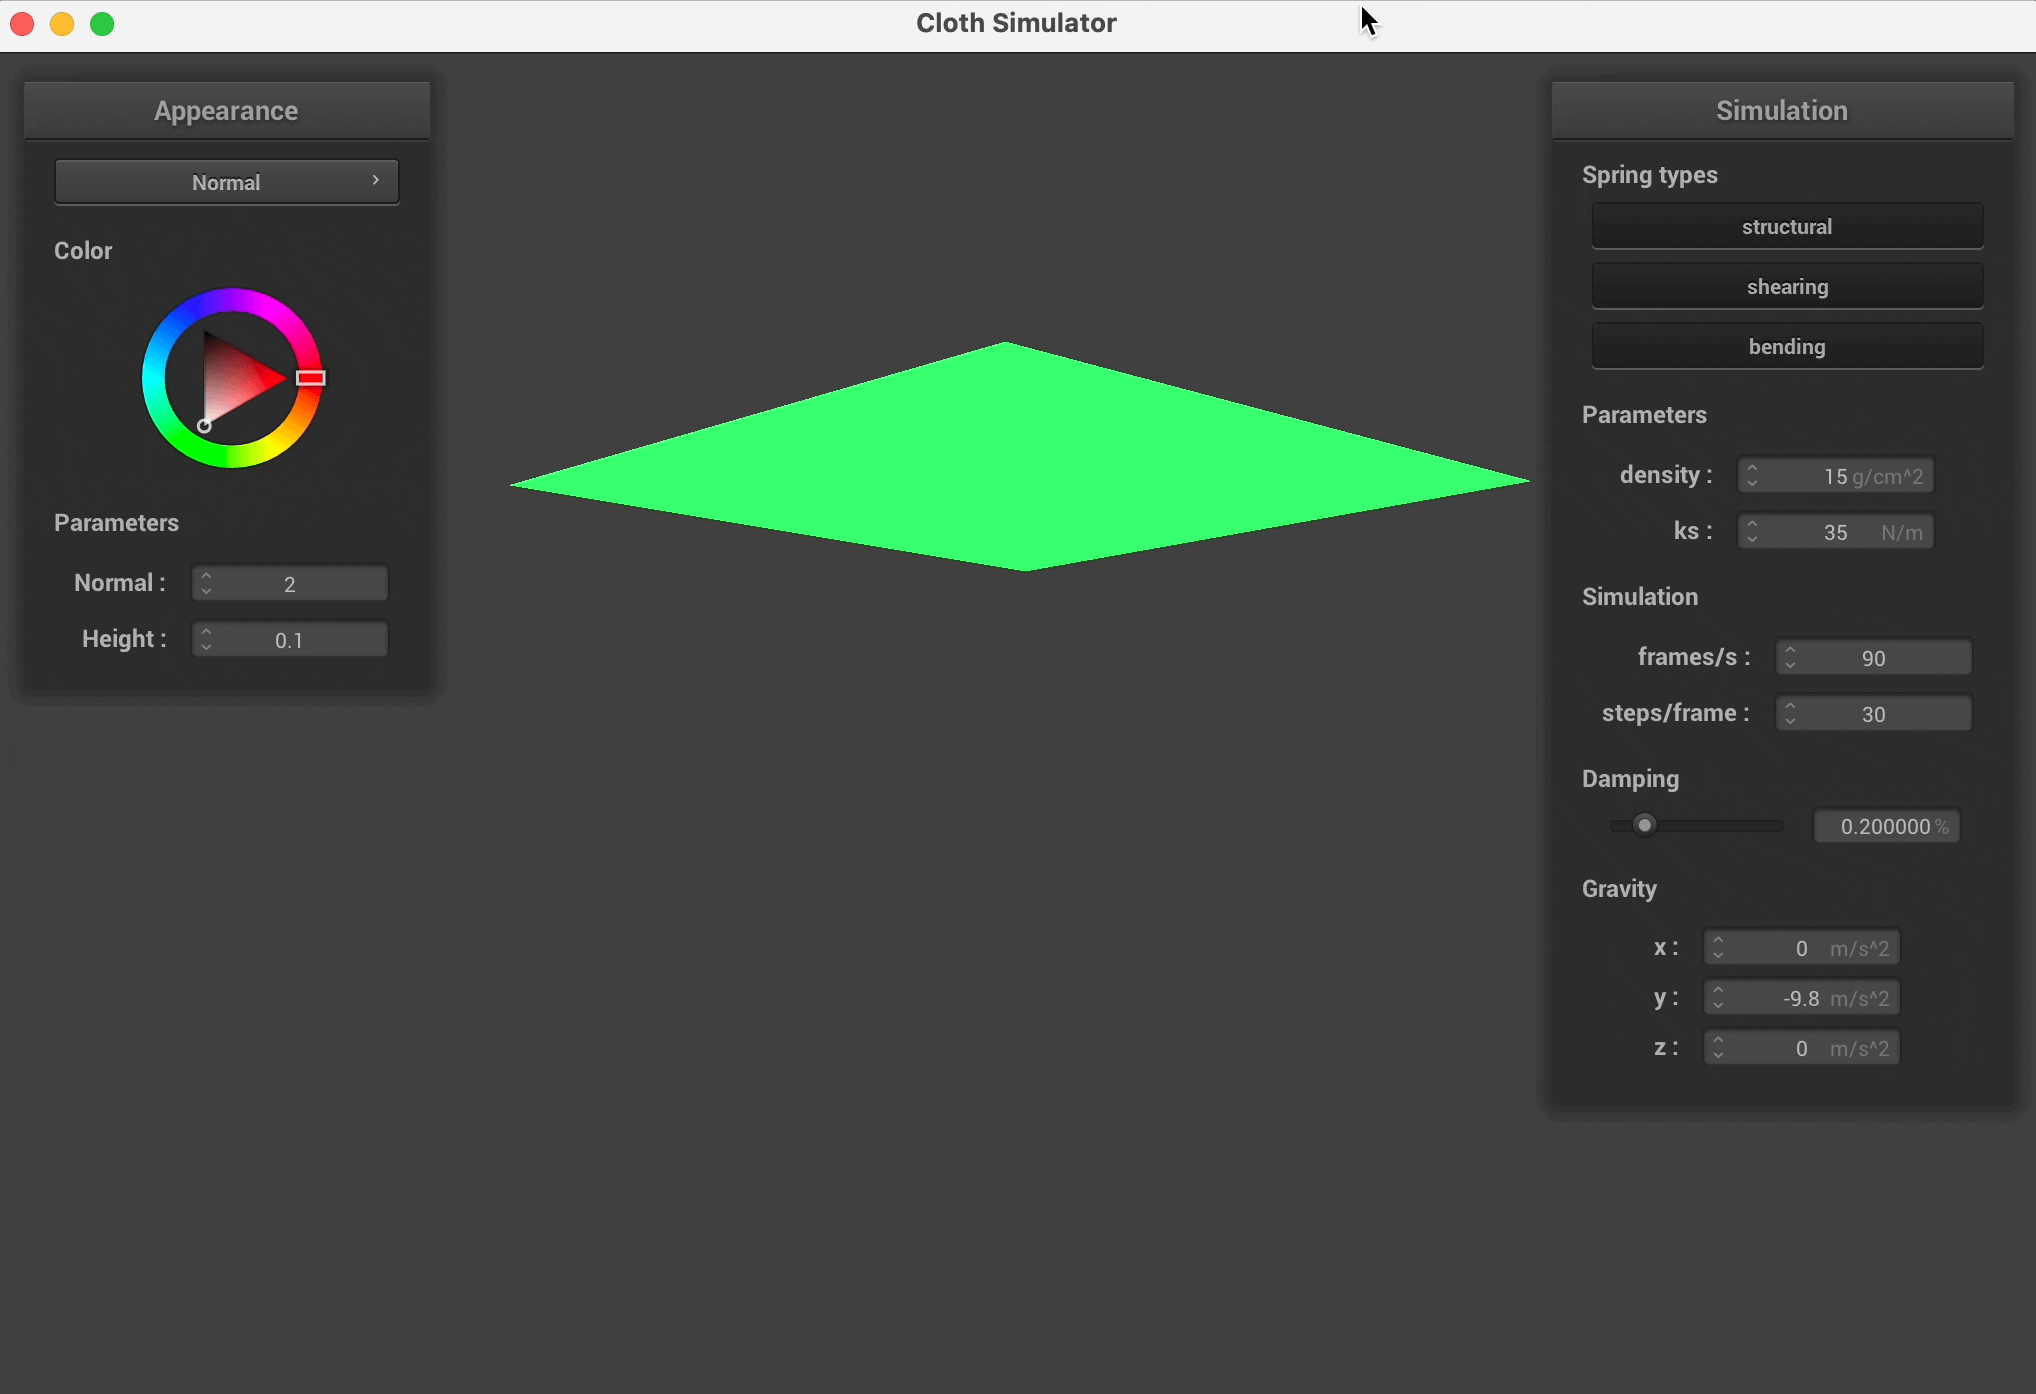 Cloth Simulator
Appearance
Normal
Color
Parameters
Normal : 2
Height : 0.1
Simulation
Spring types
structural
shearing
bending
Parameters
density : 15 g/cm^2
ks : 35 N/m
Simulation
frames/s : 90
steps/frame : 30
Damping
0.200000 %
Gravity
x : 0 m/s^2
y : -9.8 m/s^2
z : 0 m/s^2